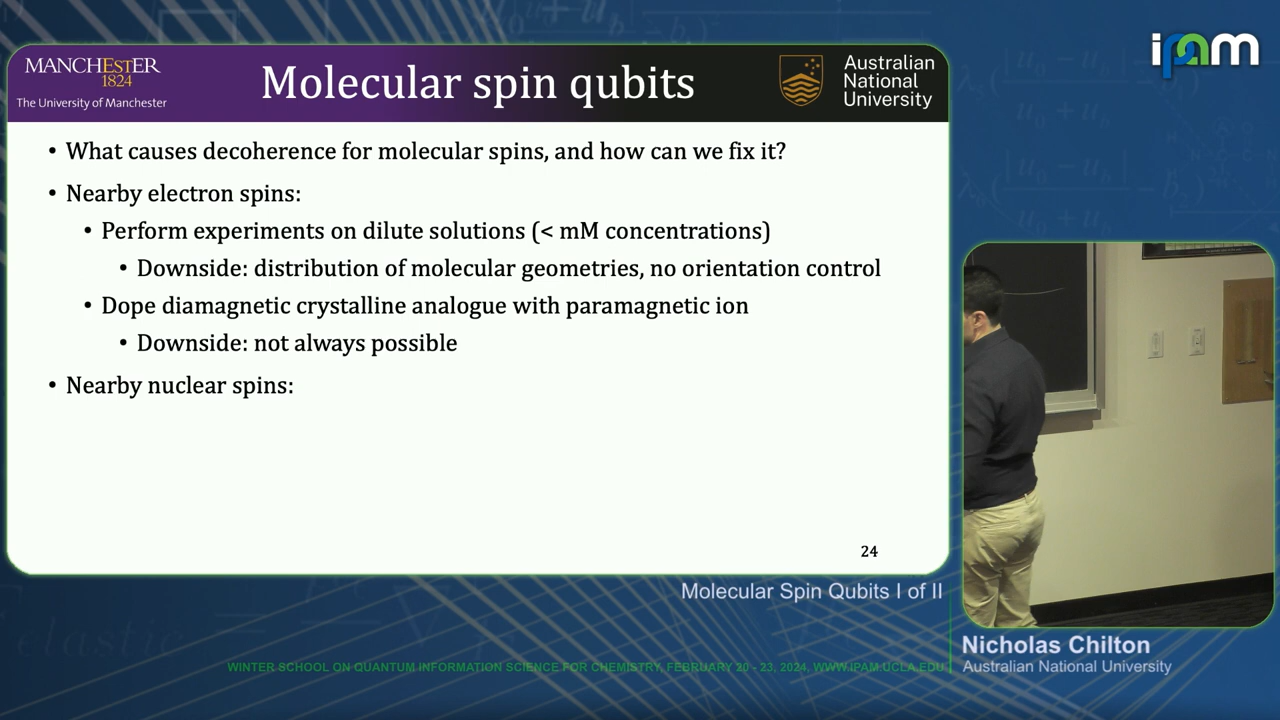 ipam
MANCHESTER
1824
The University of Manchester
Molecular spin qubits
Australian
National
University
• What causes decoherence for molecular spins, and how can we fix it?
• Nearby electron spins:
• Perform experiments on dilute solutions (< mM concentrations)
• Downside: distribution of molecular geometries, no orientation control
• Dope diamagnetic crystalline analogue with paramagnetic ion
• Downside: not always possible
• Nearby nuclear spins:
24
Molecular Spin Qubits I of II
Nicholas Chilton
Australian National University
WINTER SCHOOL ON QUANTUM INFORMATION SCIENCE FOR CHEMISTRY, FEBRUARY 20 - 23, 2024, WWW.IPAM.UCLA.EDU
elastic